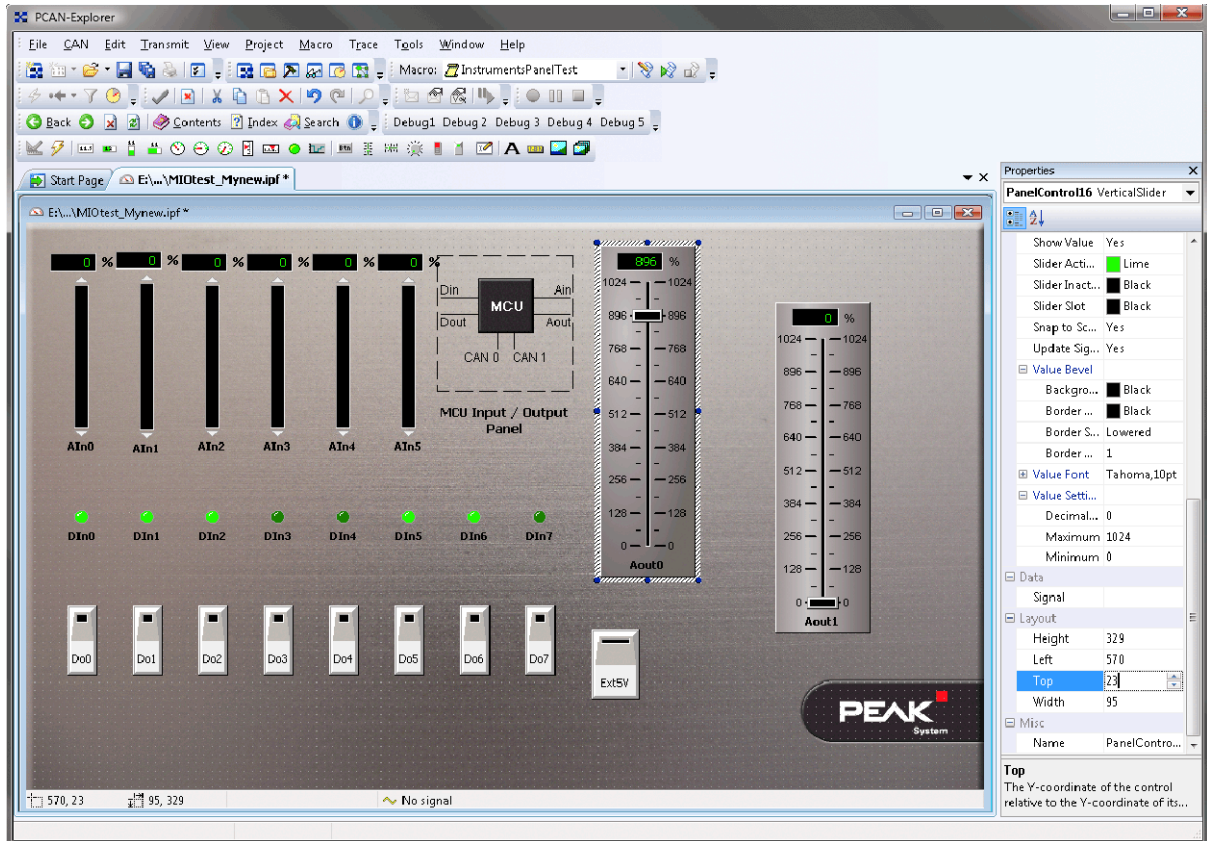 PCAN-Explorer
File CAN Edit Transmit View Project Macro Trace Tools Window Help
Macro: InstrumentsPanelTest
Back Contents Index Search Debug1 Debug 2 Debug 3 Debug 4 Debug 5
Start Page E:\...\MIOtest_Mynew.ipf *
E:\...\MIOtest_Mynew.ipf *
0 % 0 % 0 % 0 % 0 % 0 %
AIn0 AIn1 AIn2 AIn3 AIn4 AIn5
Din Ain
MCU
Dout Aout
CAN 0 CAN 1
MCU Input / Output
Panel
896 %
1024 1024
896 896
768 768
640 640
512 512
384 384
256 256
128 128
0 0
Aout0
0 %
1024 1024
896 896
768 768
640 640
512 512
384 384
256 256
128 128
0 0
Aout1
DIn0 DIn1 DIn2 DIn3 DIn4 DIn5 DIn6 DIn7
Do0 Do1 Do2 Do3 Do4 Do5 Do6 Do7
Ext5V
PEAK
System
570, 23 95, 329 No signal
Properties
PanelControl16 VerticalSlider
Show Value Yes
Slider Acti... Lime
Slider Inact... Black
Slider Slot Black
Snap to Sc... Yes
Update Sig... Yes
Value Bevel
Backgro... Black
Border ... Black
Border S... Lowered
Border ... 1
Value Font Tahoma,10pt
Value Setti...
Decimal... 0
Maximum 1024
Minimum 0
Data
Signal
Layout
Height 329
Left 570
Top 23
Width 95
Misc
Name PanelContro...
Top
The Y-coordinate of the control
relative to the Y-coordinate of its...